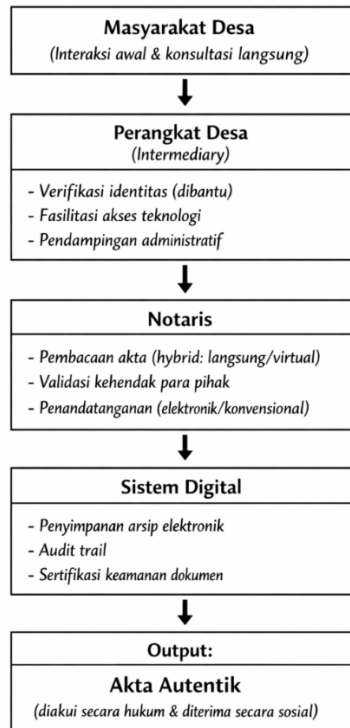 Masyarakat Desa
(Interaksi awal & konsultasi langsung)
Perangkat Desa
(Intermediary)
- Verifikasi identitas (dibantu)
- Fasilitasi akses teknologi
- Pendampingan administratif
Notaris
- Pembacaan akta (hybrid: langsung/virtual)
- Validasi kehendak para pihak
- Penandatanganan (elektronik/konvensional)
Sistem Digital
- Penyimpanan arsip elektronik
- Audit trail
- Sertifikasi keamanan dokumen
Output:
Akta Autentik
(diakui secara hukum & diterima secara sosial)